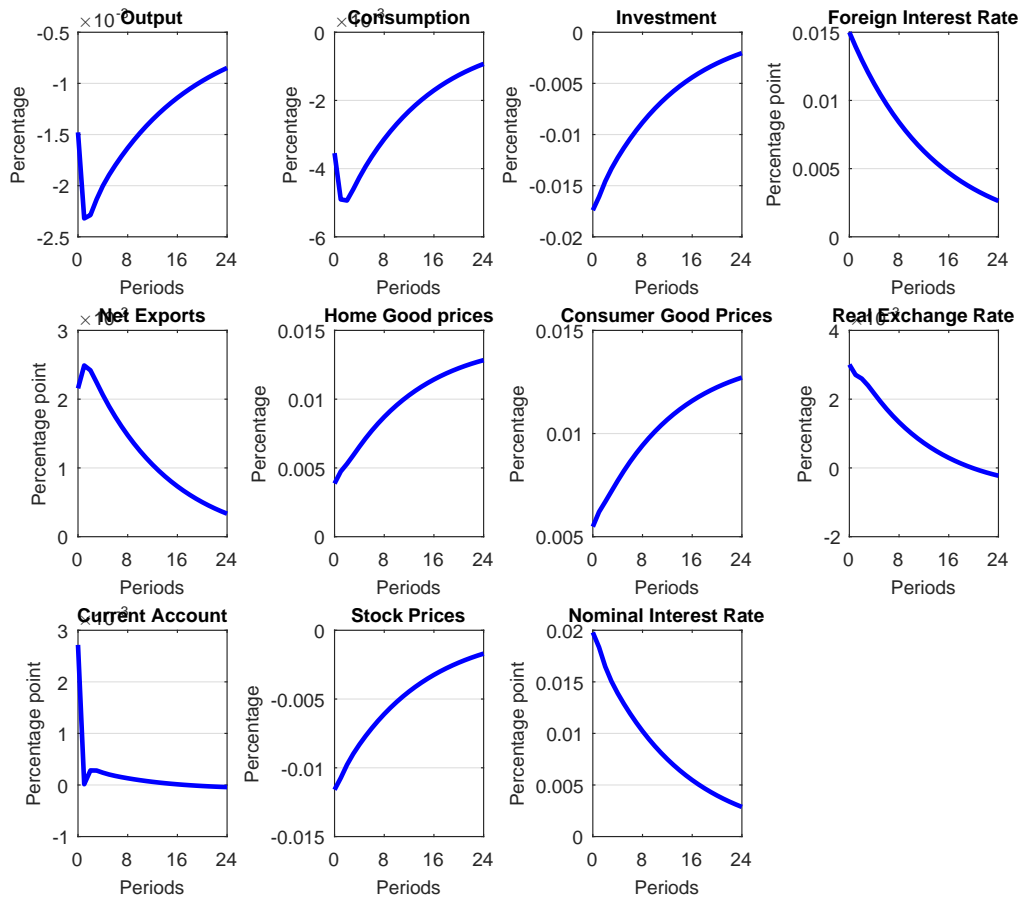 Output
Consumption
Investment
Foreign Interest Rate
-0.5
-1
-1.5
-2
-2.5
0 8 16 24
Percentage
Periods
0
-2
-4
-6
0 8 16 24
Percentage
Periods
0
-0.005
-0.01
-0.015
-0.02
0 8 16 24
Percentage
Periods
0.015
0.01
0.005
0
0 8 16 24
Percentage point
Periods
Net Exports
Home Good prices
Consumer Good Prices
Real Exchange Rate
3
2
1
0
0 8 16 24
Percentage point
Periods
0.015
0.01
0.005
0
0 8 16 24
Percentage
Periods
0.015
0.01
0.005
0 8 16 24
Percentage
Periods
4
2
0
-2
0 8 16 24
Percentage
Periods
Current Account
Stock Prices
Nominal Interest Rate
3
2
1
0
-1
0 8 16 24
Percentage point
Periods
0
-0.005
-0.01
-0.015
0 8 16 24
Percentage
Periods
0.02
0.015
0.01
0.005
0
0 8 16 24
Percentage point
Periods